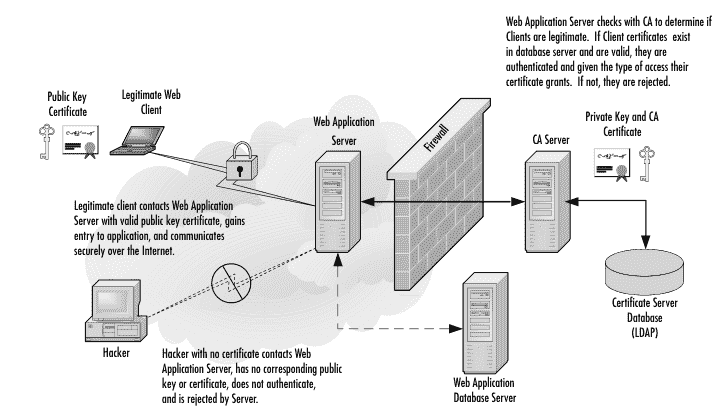 Web Application Server checks with CA to determine if
Clients are legitimate. If Client certificates exist
in database server and are valid, they are
authenticated and given the type of access their
certificate grants. If not, they are rejected.
Public Key
Certificate
Legitimate Web
Client
Web Application
Server
Firewall
CA Server
Private Key and CA
Certificate
Legitimate client contacts Web Application
Server with valid public key certificate, gains
entry to application, and communicates
securely over the Internet.
Hacker
Hacker with no certificate contacts Web
Application Server, has no corresponding public
key or certificate, does not authenticate,
and is rejected by Server.
Web Application
Database Server
Certificate Server
Database
(LDAP)